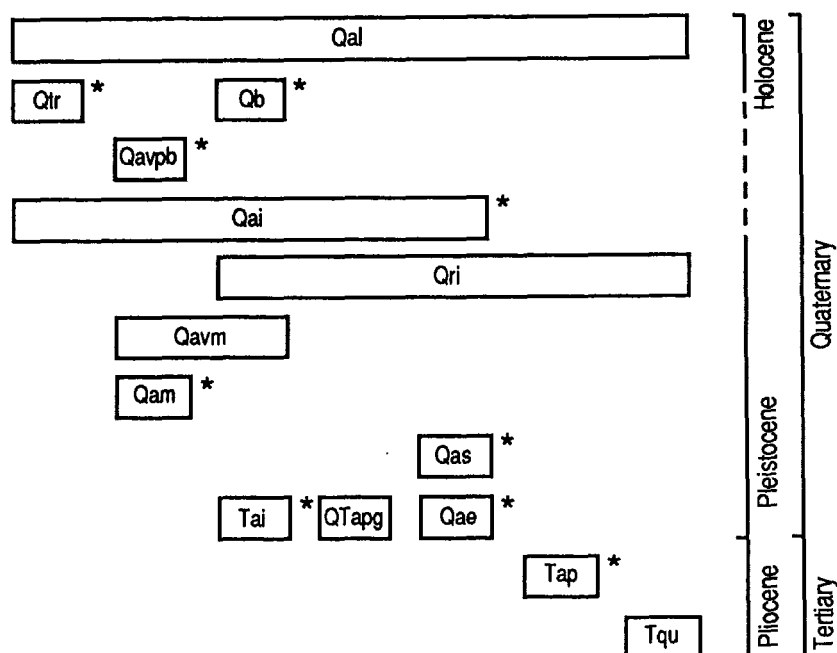 Qal
Qtr * Qb *
Qavpb *
Qai *
Qri
Qavm
Qam *
Qas *
Tai * QTapg Qae *
Tap *
Tqu
Holocene
Pleistocene
Pliocene
Quaternary
Tertiary